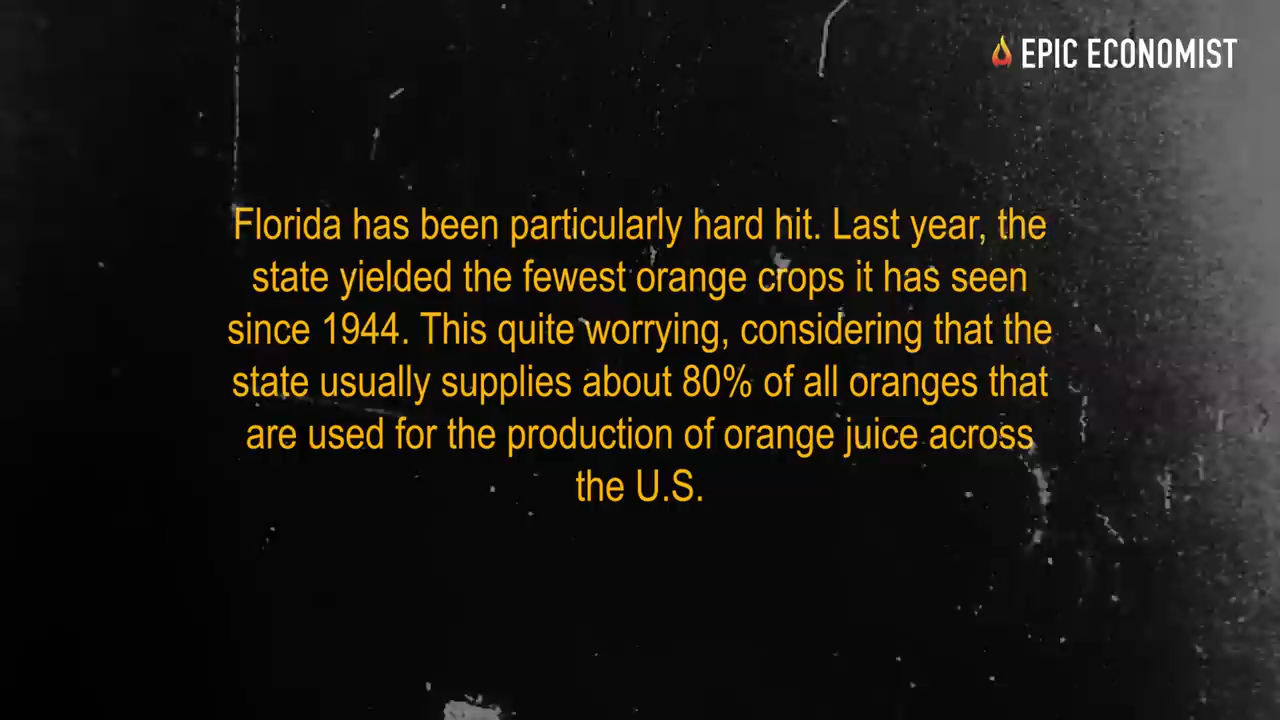 EPIC ECONOMIST
Florida has been particularly hard hit. Last year, the
state yielded the fewest orange crops it has seen
since 1944. This quite worrying, considering that the
state usually supplies about 80% of all oranges that
are used for the production of orange juice across
the U.S.